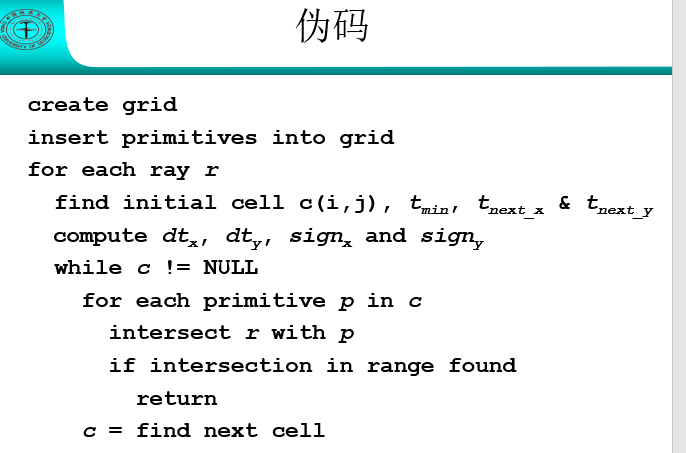 伪码
create grid
insert primitives into grid
for each ray r
find initial cell c(i,j), tmin, tnext_x & tnext_y
compute dtx, dty, signx and signy
while c != NULL
for each primitive p in c
intersect r with p
if intersection in range found
return
c = find next cell